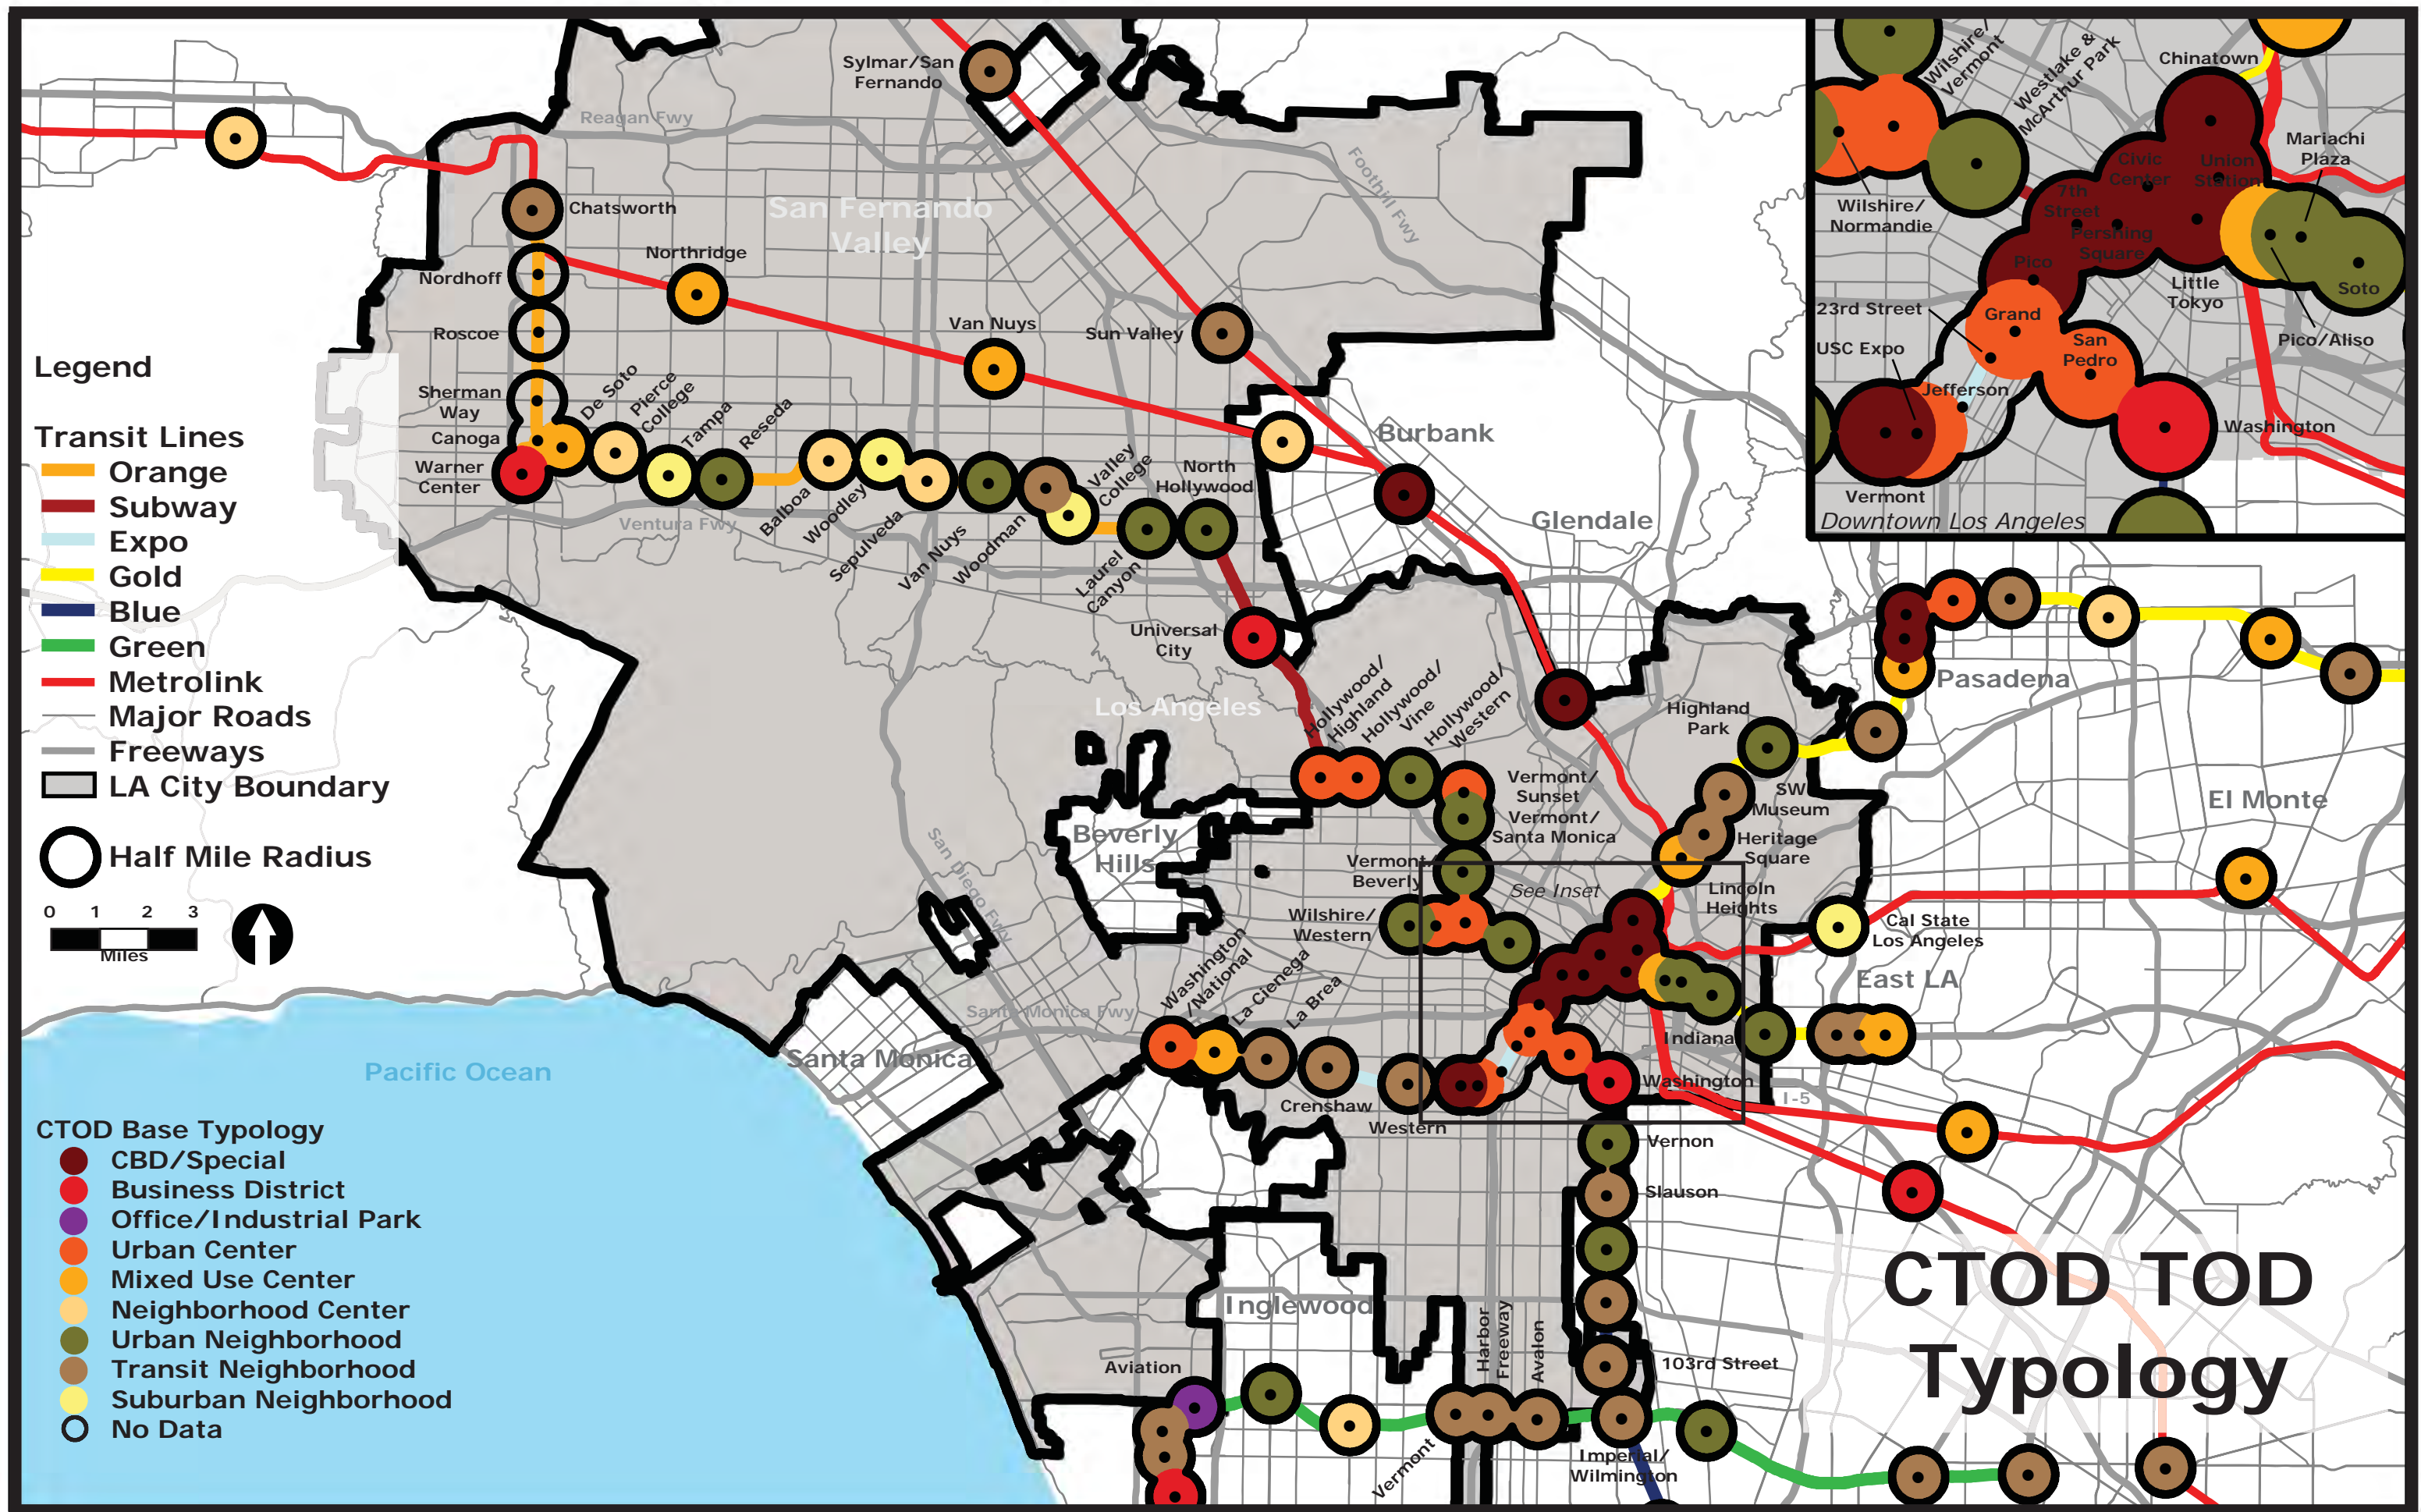 Sylmar/San
Fernando
Reagan Fwy
Foothill Fwy
San Fernando
Valley
Chatsworth
Northridge
Nordhoff
Roscoe
Van Nuys
Sun Valley
Sherman
Way
Canoga
Warner
Center
De Soto
Pierce
College
Tampa
Reseda
Balboa
Woodley
Sepulveda
Van Nuys
Woodman
Valley
College
Laurel
Canyon
North
Hollywood
Ventura Fwy
Burbank
Glendale
Universal
City
Los Angeles
Hollywood/
Highland
Hollywood/
Vine
Hollywood/
Western
Vermont/
Sunset
Vermont/
Santa Monica
Vermont/
Beverly
Wilshire/
Western
See Inset
Beverly
Hills
San Diego Fwy
Santa Monica Fwy
Santa Monica
Washington
/National
La Cienega
La Brea
Crenshaw
Western
Highland
Park
SW
Museum
Heritage
Square
Lincoln
Heights
Pasadena
El Monte
Cal State
Los Angeles
East LA
Indiana
I-5
Washington
Vernon
Slauson
103rd Street
Inglewood
Aviation
Harbor
Freeway
Avalon
Vermont
Imperial/
Wilmington
Pacific Ocean
Legend
Transit Lines
Orange
Subway
Expo
Gold
Blue
Green
Metrolink
Major Roads
Freeways
LA City Boundary
Half Mile Radius
0 1 2 3
Miles
CTOD Base Typology
CBD/Special
Business District
Office/Industrial Park
Urban Center
Mixed Use Center
Neighborhood Center
Urban Neighborhood
Transit Neighborhood
Suburban Neighborhood
No Data
Wilshire/
Vermont
Westlake &
McArthur Park
Chinatown
Mariachi
Plaza
Civic
Center
Union
Station
7th
Street
Pershing
Square
Wilshire/
Normandie
Pico
Little
Tokyo
Soto
Pico/Aliso
23rd Street
Grand
San
Pedro
USC Expo
Jefferson
Washington
Vermont
Downtown Los Angeles
CTOD TOD
Typology